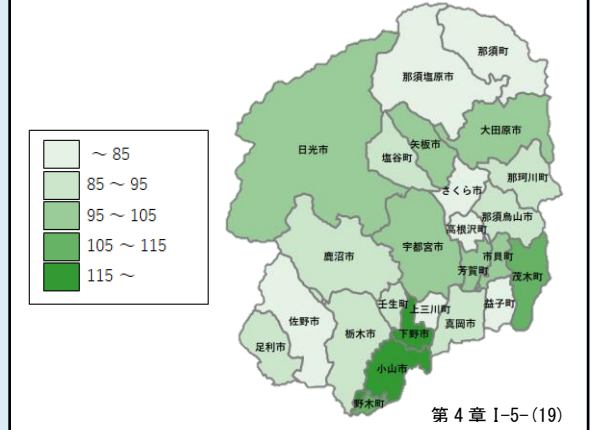 ～ 85
85 ～ 95
95 ～ 105
105 ～ 115
115 ～
那須町
那須塩原市
大田原市
矢板市
日光市
塩谷町
那珂川町
さくら市
那須烏山市
高根沢町
宇都宮市
市貝町
鹿沼市
芳賀町
茂木町
壬生町
上三川町
益子町
佐野市
真岡市
栃木市
下野市
足利市
小山市
野木町
第 4 章 I-5-(19)